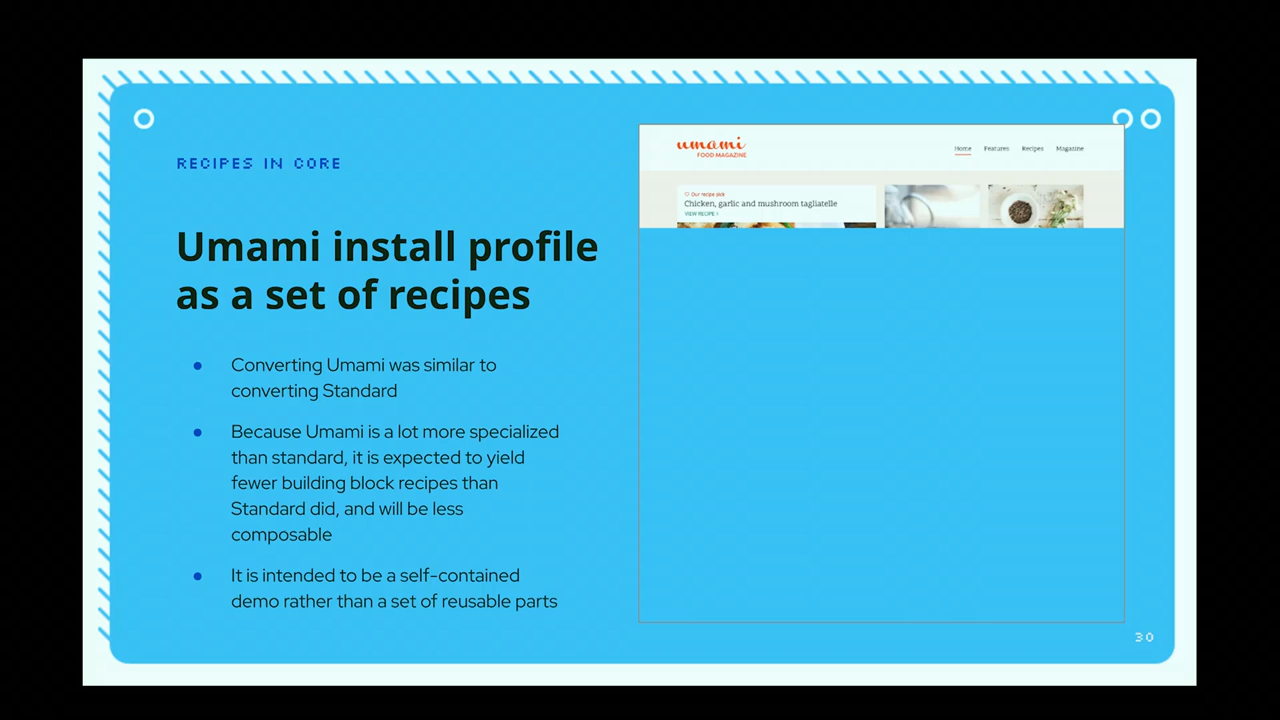 RECIPES IN CORE
Umami install profile
as a set of recipes
Converting Umami was similar to
converting Standard
Because Umami is a lot more specialized
than standard, it is expected to yield
fewer building block recipes than
Standard did, and will be less
composable
It is intended to be a self-contained
demo rather than a set of reusable parts
umami
FOOD MAGAZINE
Home Features Recipes Magazine
Our recipe pick
Chicken, garlic and mushroom tagliatelle
VIEW RECIPE >
30